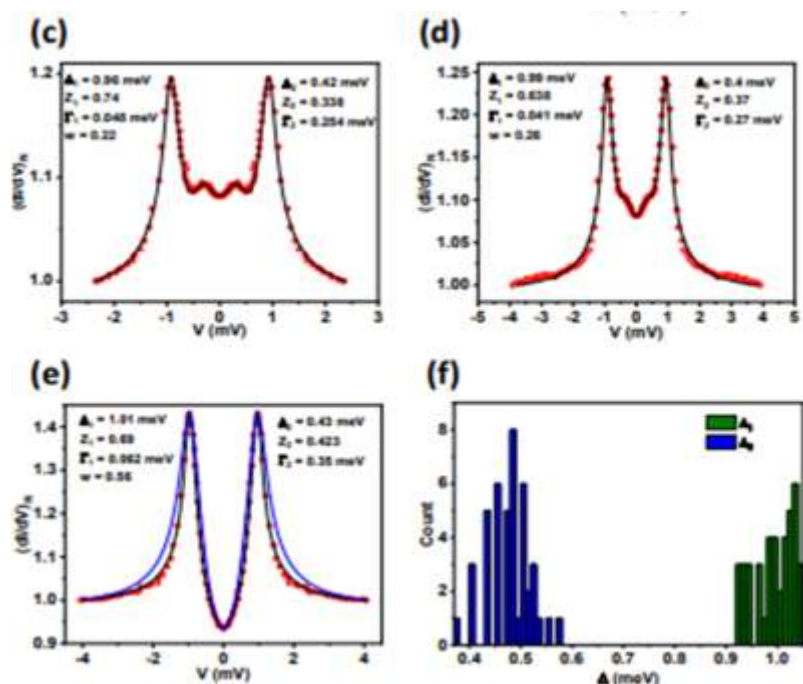 (c)
Δ₁ = 0.96 meV
Z₁ = 0.74
Γ₁ = 0.048 meV
w = 0.22
Δ₂ = 0.42 meV
Z₂ = 0.338
Γ₂ = 0.254 meV
1.2
1.1
1.0
(dI/dV)N
-3 -2 -1 0 1 2 3
V (mV)
(d)
Δ₁ = 0.99 meV
Z₁ = 0.638
Γ₁ = 0.041 meV
w = 0.26
Δ₂ = 0.4 meV
Z₂ = 0.37
Γ₂ = 0.27 meV
1.25
1.20
1.15
1.10
1.05
1.00
(dI/dV)N
-5 -4 -3 -2 -1 0 1 2 3 4 5
V (mV)
(e)
Δ₁ = 1.01 meV
Z₁ = 0.69
Γ₁ = 0.062 meV
w = 0.56
Δ₂ = 0.43 meV
Z₂ = 0.423
Γ₂ = 0.35 meV
1.4
1.3
1.2
1.1
1.0
0.9
(dI/dV)N
-4 -2 0 2 4
V (mV)
(f)
8
6
4
2
0
Count
0.4 0.5 0.6 0.7 0.8 0.9 1.0
Δ (meV)